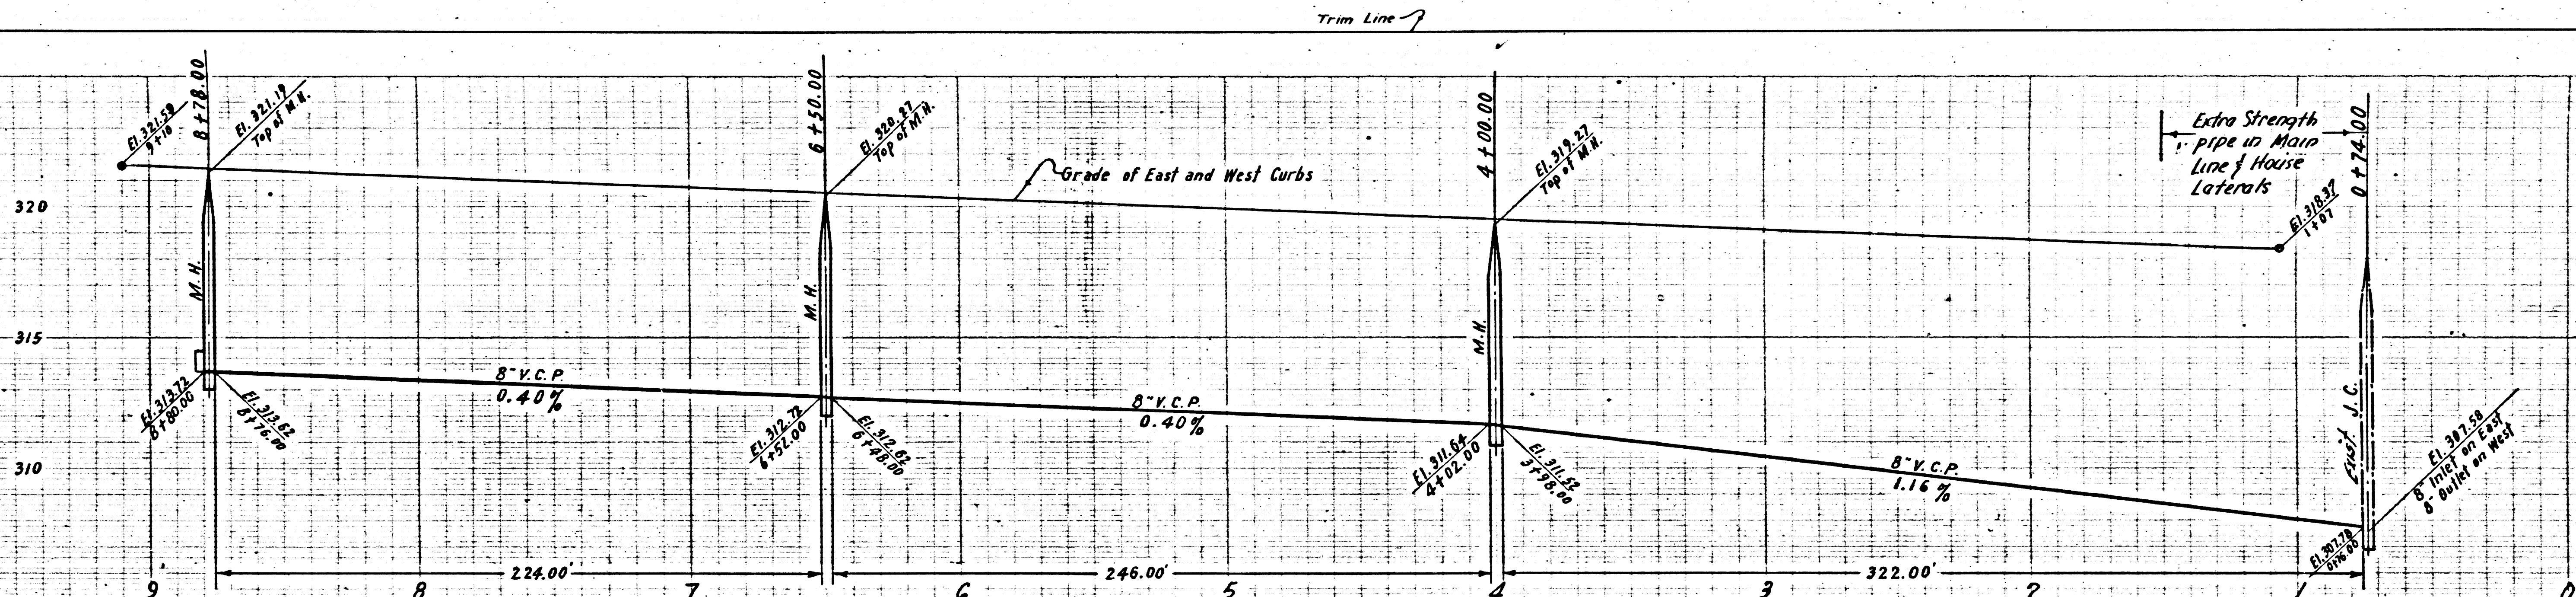 Trim Line
El. 321.59
9+10
8+78.00
El. 321.19
Top of M.H.
6+50.00
El. 320.27
Top of M.H.
Grade of East and West Curbs
4+00.00
El. 319.27
Top of M.H.
Extra Strength
pipe in Main
Line & House
Laterals
0+74.00
El. 318.37
1+07
320
315
310
M.H.
M.H.
M.H.
Exist. J.C.
El. 313.72
8+80.00
El. 313.62
8+76.00
8" V.C.P.
0.40%
El. 312.72
6+52.00
El. 312.62
6+48.00
8" V.C.P.
0.40%
El. 311.64
4+02.00
El. 311.52
3+98.00
8" V.C.P.
1.16%
El. 307.58
8" Inlet on East
8" Outlet on West
El. 307.78
0+76.00
224.00'
246.00'
322.00'
9
8
7
6
5
4
3
2
1
0